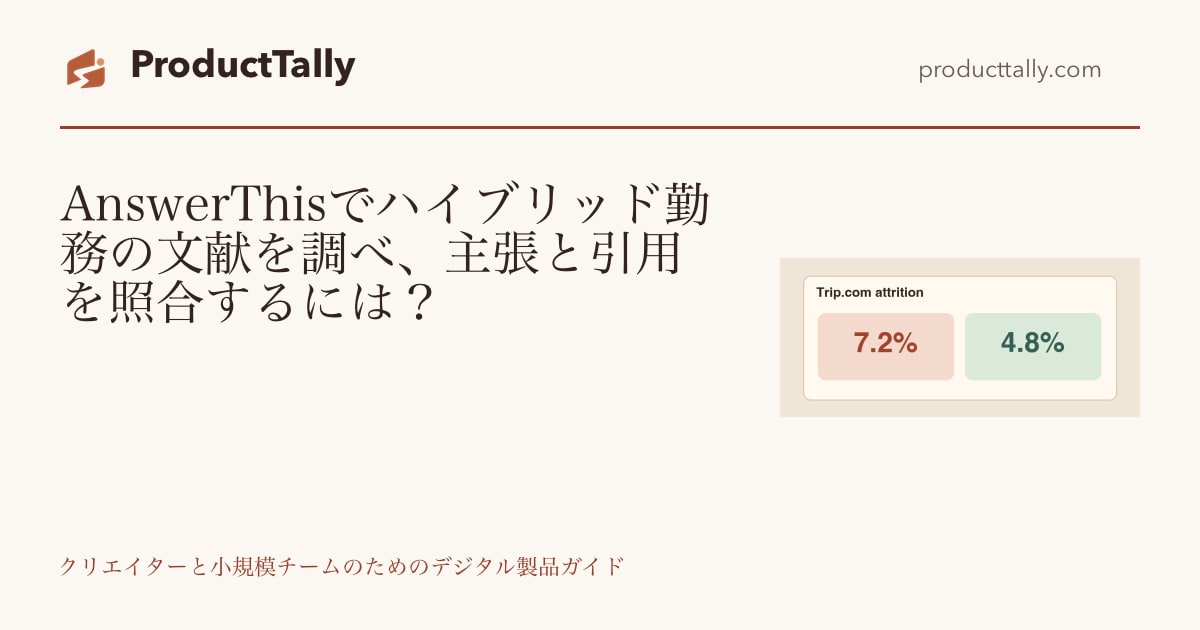 ProductTally
producttally.com
AnswerThisでハイブリッド勤
務の文献を調べ、主張と引用
を照合するには？
Trip.com attrition
7.2%
4.8%
クリエイターと小規模チームのためのデジタル製品ガイド